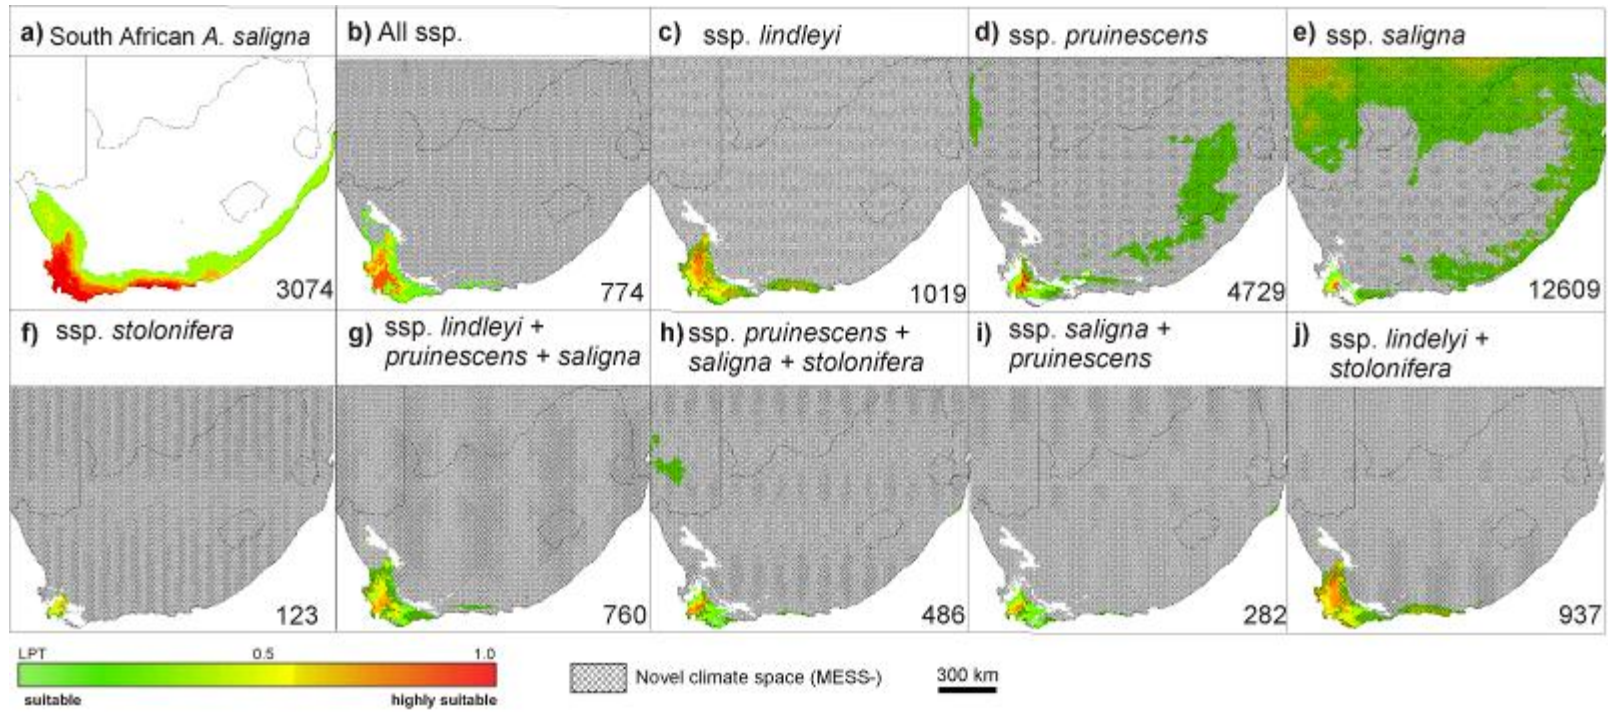 a) South African A. saligna
b) All ssp.
c) ssp. lindleyi
d) ssp. pruinescens
e) ssp. saligna
3074
774
1019
4729
12609
f) ssp. stolonifera
g) ssp. lindleyi +
pruinescens + saligna
h) ssp. pruinescens +
saligna + stolonifera
i) ssp. saligna +
pruinescens
j) ssp. lindelyi +
stolonifera
123
760
486
282
937
LPT 0.5 1.0
suitable highly suitable
Novel climate space (MESS-)
300 km